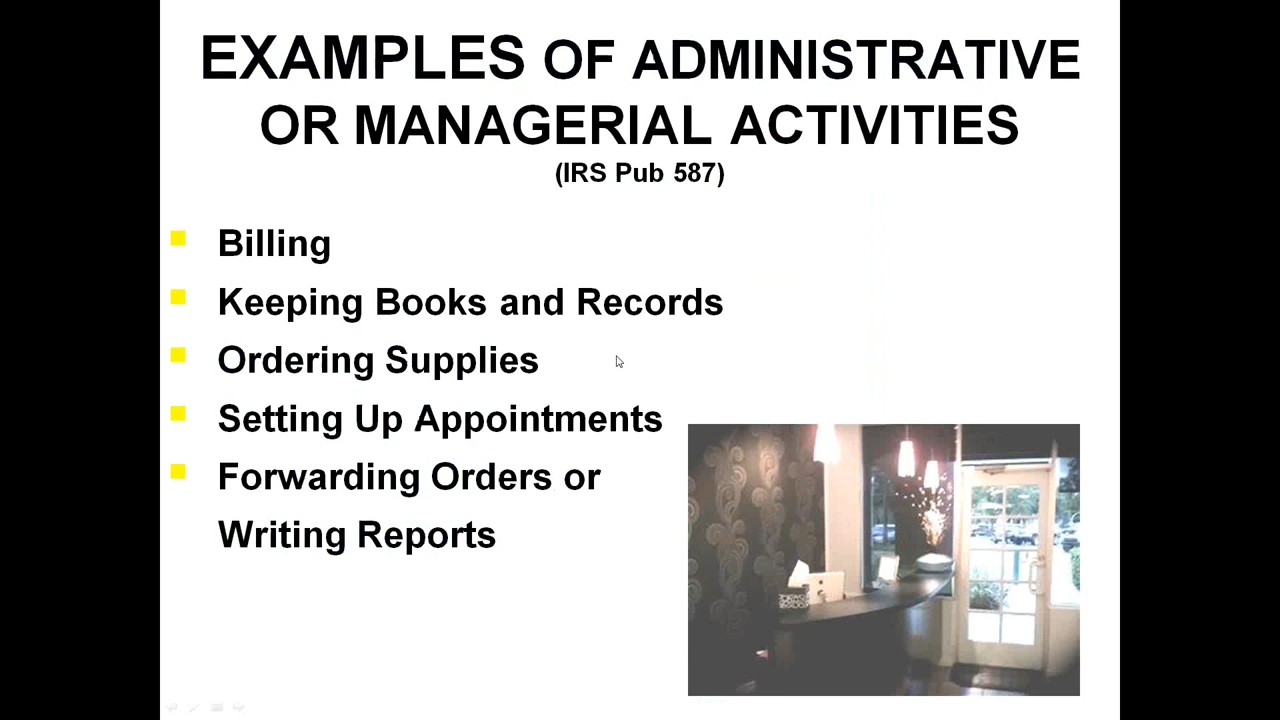 EXAMPLES OF ADMINISTRATIVE
OR MANAGERIAL ACTIVITIES
(IRS Pub 587)
Billing
Keeping Books and Records
Ordering Supplies
Setting Up Appointments
Forwarding Orders or
Writing Reports